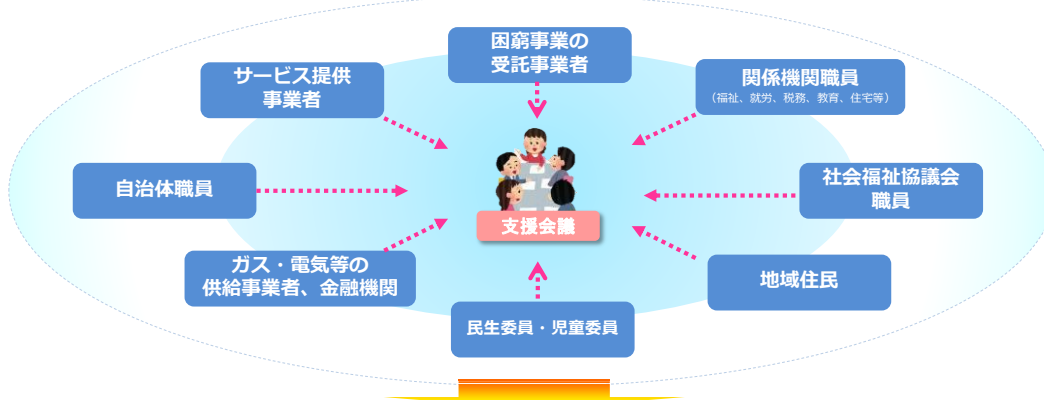 困窮事業の
受託事業者
サービス提供
事業者
関係機関職員
（福祉、就労、税務、教育、住宅等）
自治体職員
社会福祉協議会
職員
支援会議
ガス・電気等の
供給事業者、金融機関
地域住民
民生委員・児童委員